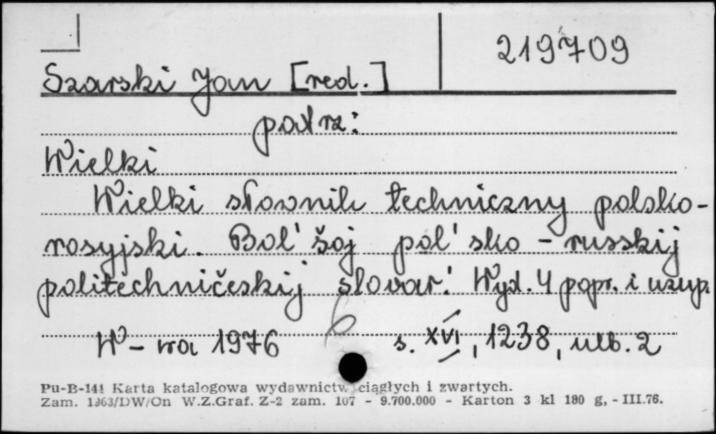 219709
Szarski Jan [red.]
patrz:
Wielki
Wielki słownik techniczny polsko-
rosyjski. Bol'šoj pol'sko-russkij
politechničeskij slovar'. Wyd. 4 popr. i uzup.
W-wa 1976 s. XVI, 1238, nlb. 2
Pu-B-141 Karta katalogowa wydawnictw ciągłych i zwartych.
Zam. 1363/DW/On W.Z.Graf. Z-2 zam. 107 - 9.700.000 - Karton 3 kl 180 g, - III.76.